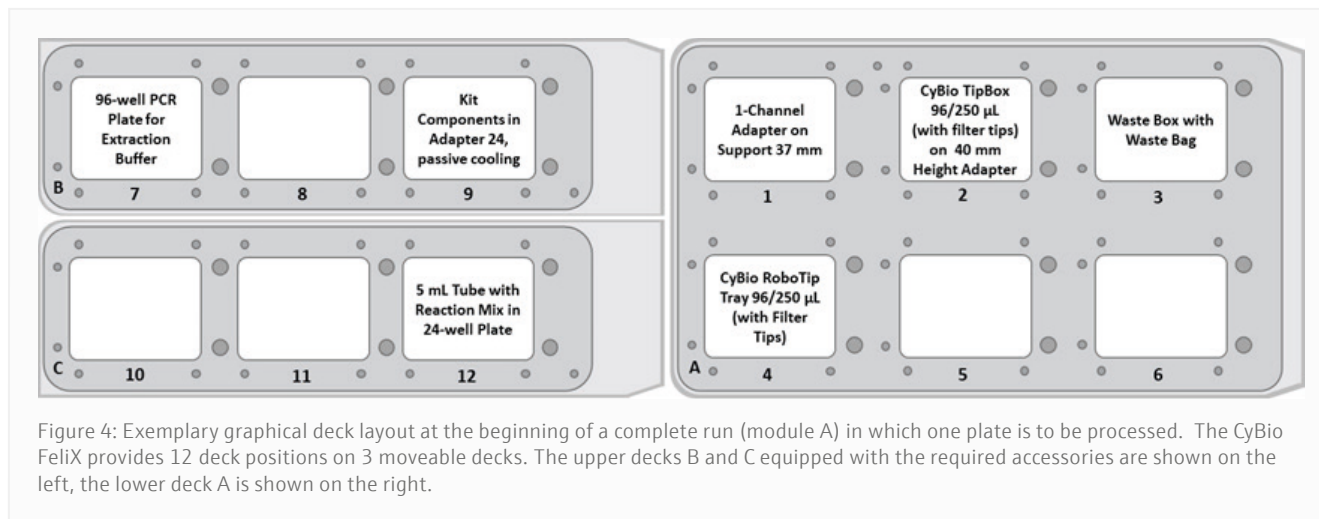 96-well PCR
Plate for
Extraction
Buffer
B
7
8
Kit
Components in
Adapter 24,
passive cooling
9
C
10
11
5 mL Tube with
Reaction Mix in
24-well Plate
12
1-Channel
Adapter on
Support 37 mm
1
CyBio TipBox
96/250 µL
(with filter tips)
on 40 mm
Height Adapter
2
Waste Box with
Waste Bag
3
CyBio RoboTip
Tray 96/250 µL
(with Filter
Tips)
A
4
5
6
Figure 4: Exemplary graphical deck layout at the beginning of a complete run (module A) in which one plate is to be processed. The CyBio
FeliX provides 12 deck positions on 3 moveable decks. The upper decks B and C equipped with the required accessories are shown on the
left, the lower deck A is shown on the right.